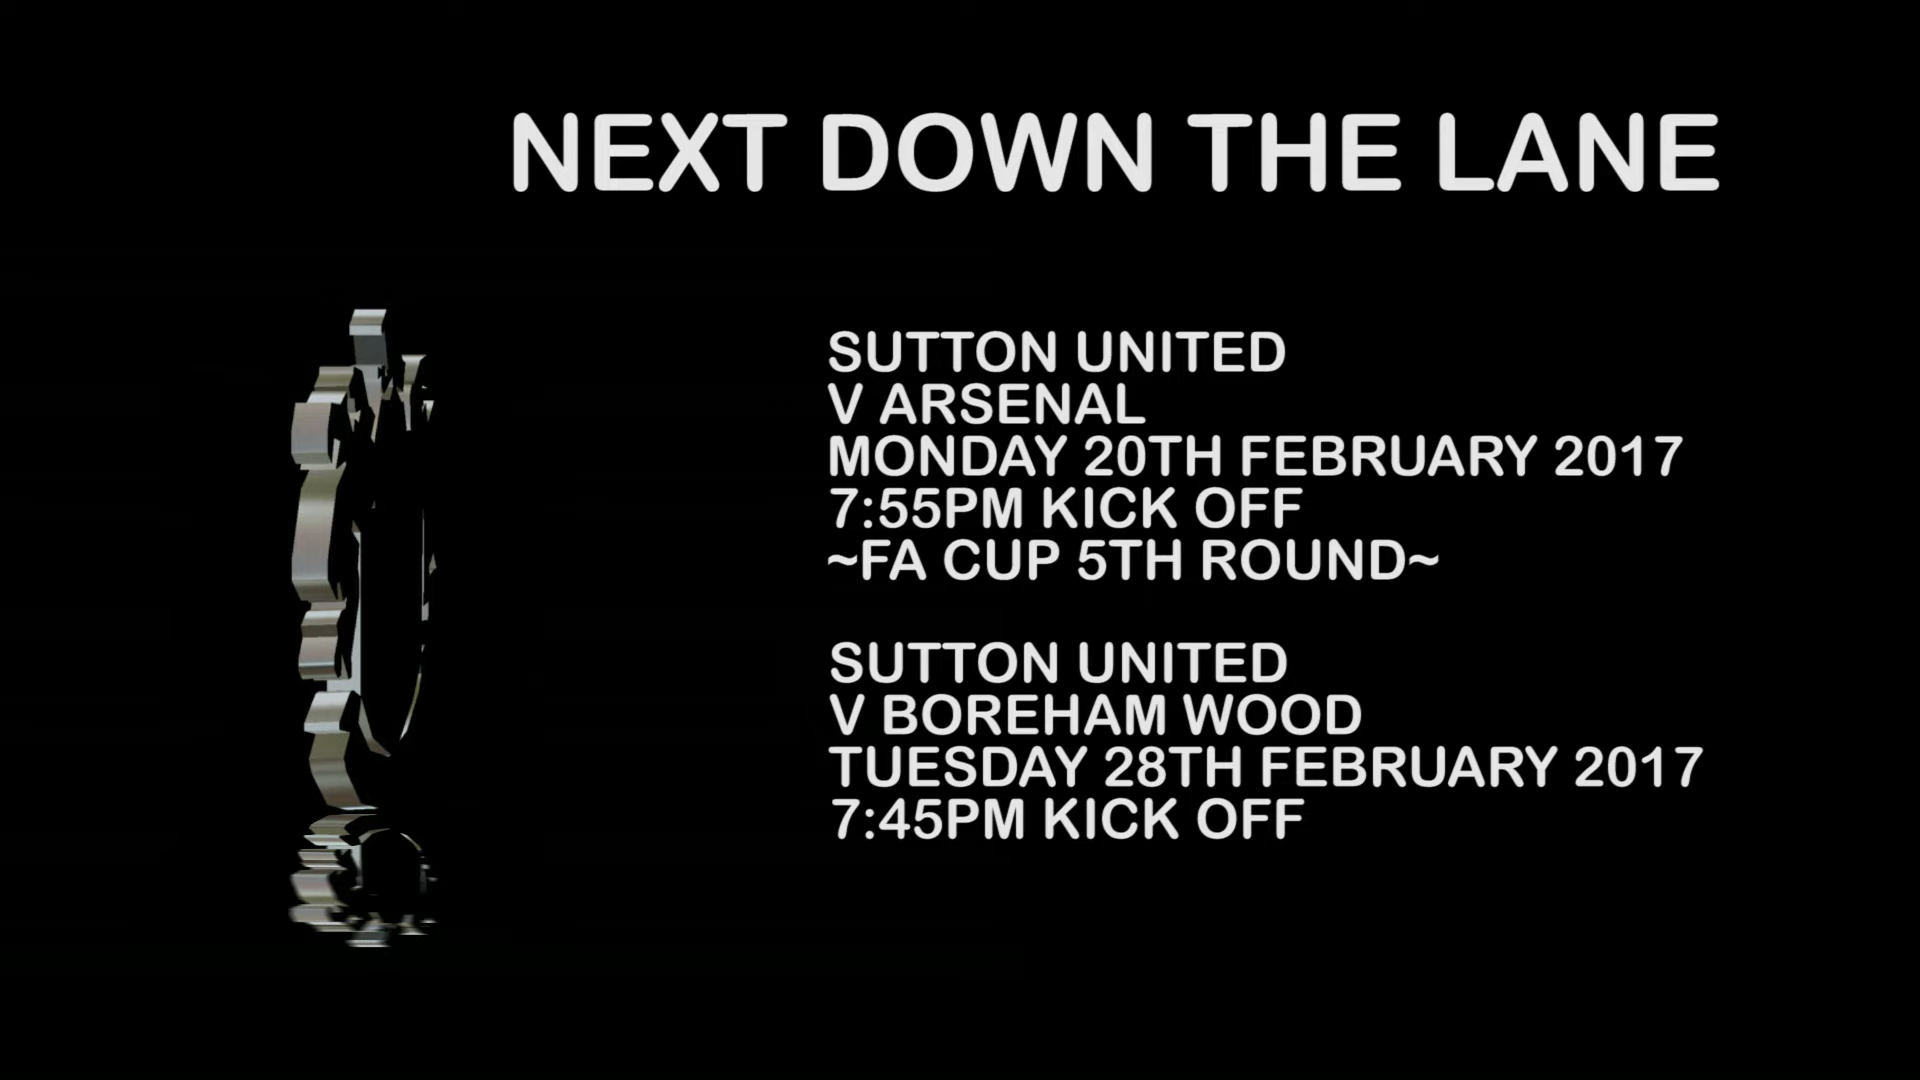 NEXT DOWN THE LANE
SUTTON UNITED
V ARSENAL
MONDAY 20TH FEBRUARY 2017
7:55PM KICK OFF
~FA CUP 5TH ROUND~
SUTTON UNITED
V BOREHAM WOOD
TUESDAY 28TH FEBRUARY 2017
7:45PM KICK OFF